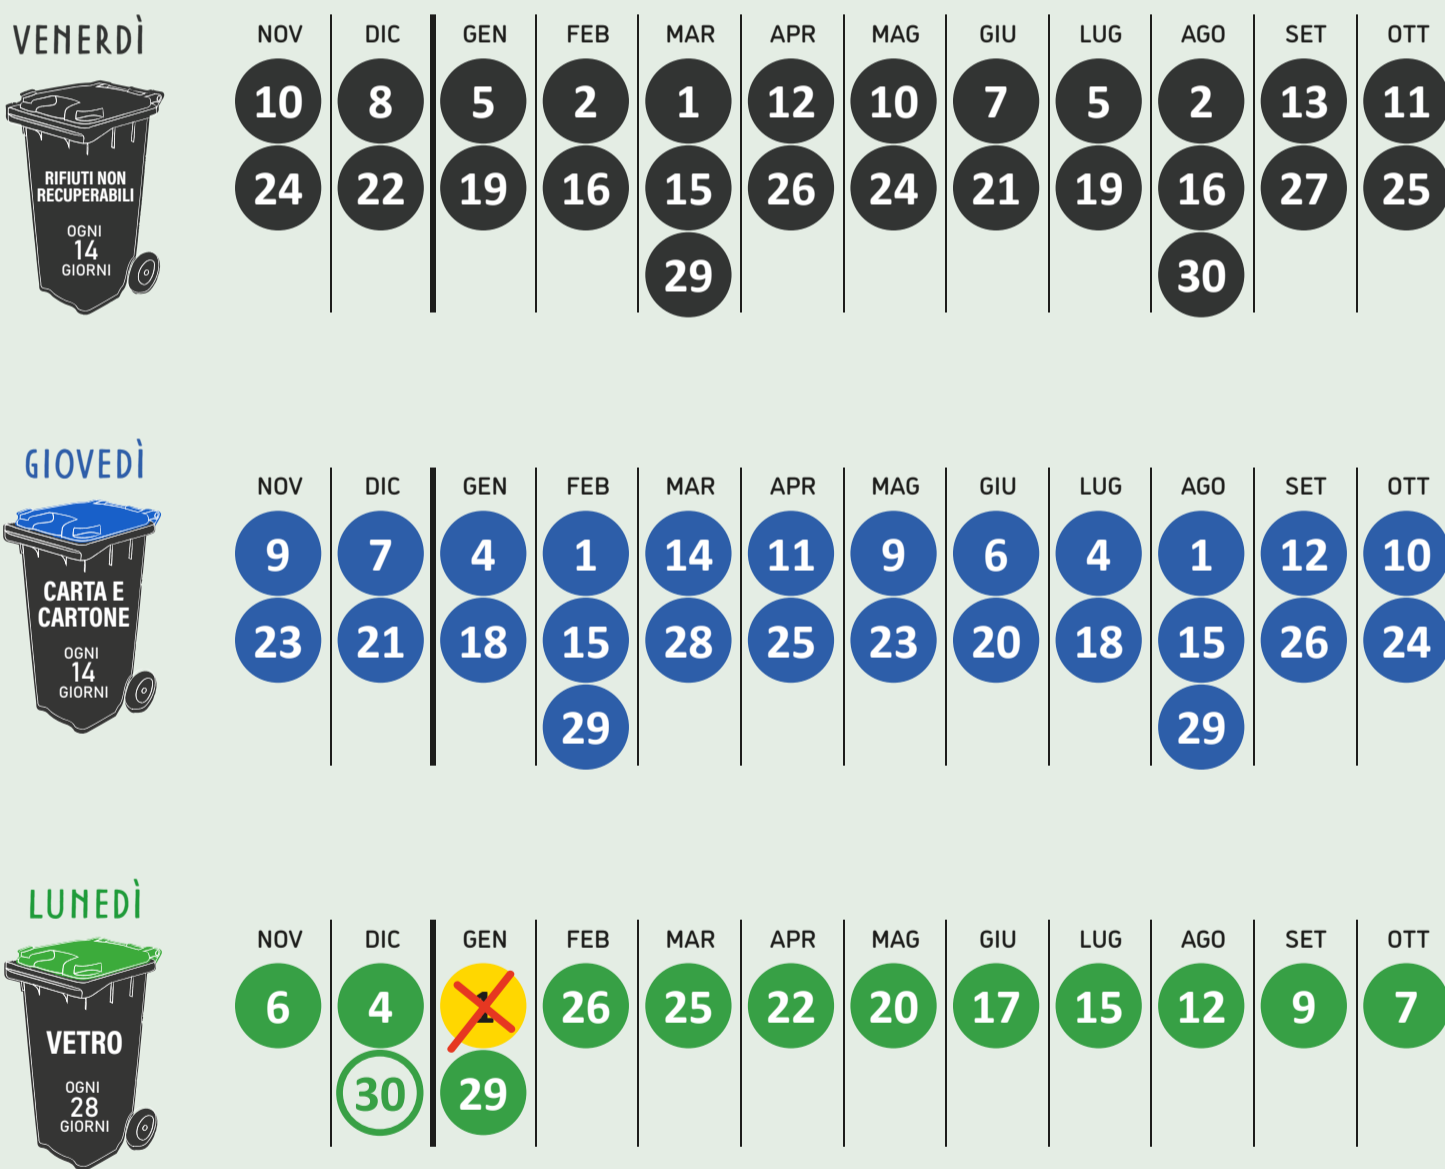 VENERDÌ
RIFIUTI NON
RECUPERABILI
OGNI
14
GIORNI
NOV DIC GEN FEB MAR APR MAG GIU LUG AGO SET OTT
10 8 5 2 1 12 10 7 5 2 13 11
24 22 19 16 15 26 24 21 19 16 27 25
29 30
GIOVEDÌ
CARTA E
CARTONE
OGNI
14
GIORNI
NOV DIC GEN FEB MAR APR MAG GIU LUG AGO SET OTT
9 7 4 1 14 11 9 6 4 1 12 10
23 21 18 15 28 25 23 20 18 15 26 24
29 29
LUNEDÌ
VETRO
OGNI
28
GIORNI
NOV DIC GEN FEB MAR APR MAG GIU LUG AGO SET OTT
6 4 1 26 25 22 20 17 15 12 9 7
30 29